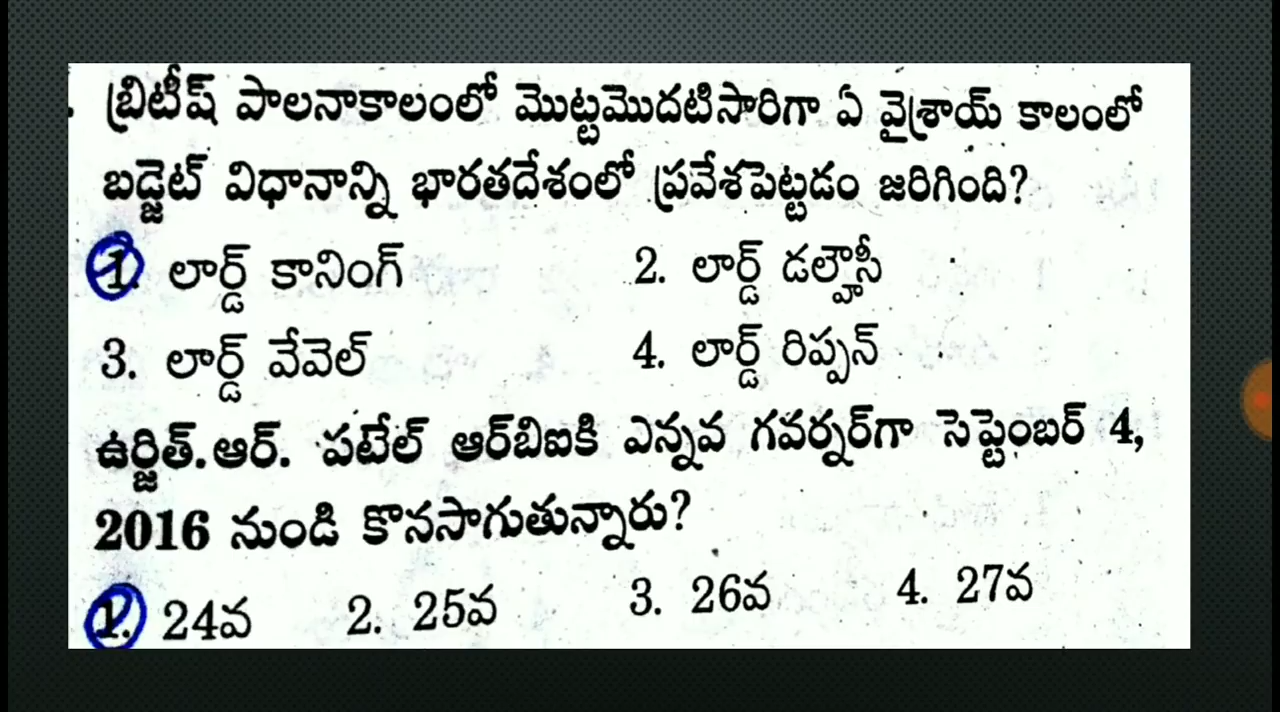 . బ్రిటీష్ పాలనాకాలంలో మొట్టమొదటిసారిగా ఏ వైశ్రాయ్ కాలంలో
బడ్జెట్ విధానాన్ని భారతదేశంలో ప్రవేశపెట్టడం జరిగింది?
1. లార్డ్ కానింగ్ 2. లార్డ్ డల్హౌసీ
3. లార్డ్ వేవెల్ 4. లార్డ్ రిప్పన్
ఉర్జిత్.ఆర్. పటేల్ ఆర్‌బిఐకి ఎన్నవ గవర్నర్‌గా సెప్టెంబర్ 4,
2016 నుండి కొనసాగుతున్నారు?
1. 24వ 2. 25వ 3. 26వ 4. 27వ